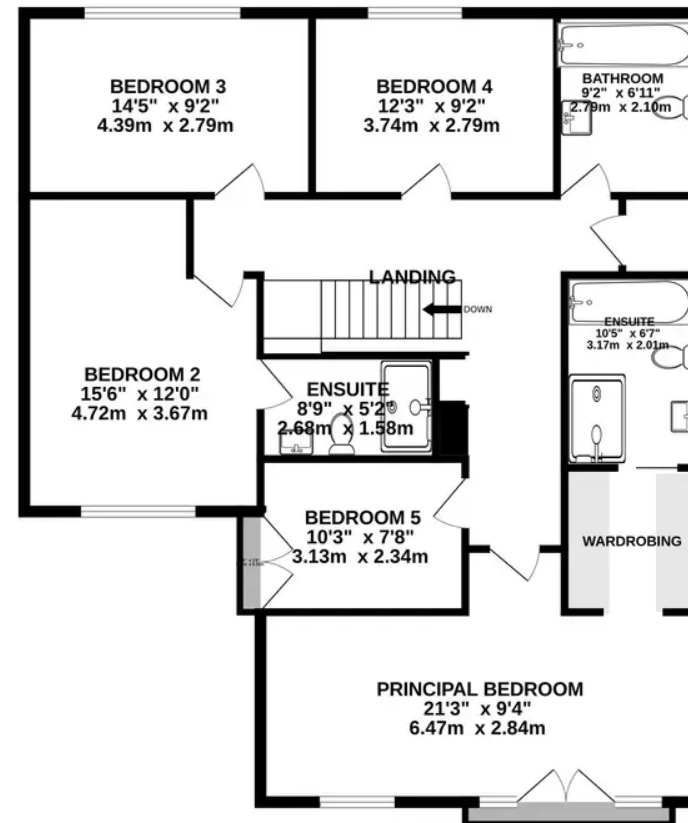 BEDROOM 3
14'5" x 9'2"
4.39m x 2.79m
BEDROOM 4
12'3" x 9'2"
3.74m x 2.79m
BATHROOM
9'2" x 6'11"
2.79m x 2.10m
LANDING
DOWN
ENSUITE
10'5" x 6'7"
3.17m x 2.01m
BEDROOM 2
15'6" x 12'0"
4.72m x 3.67m
ENSUITE
8'9" x 5'2"
2.68m x 1.58m
BEDROOM 5
10'3" x 7'8"
3.13m x 2.34m
WARDROBING
PRINCIPAL BEDROOM
21'3" x 9'4"
6.47m x 2.84m